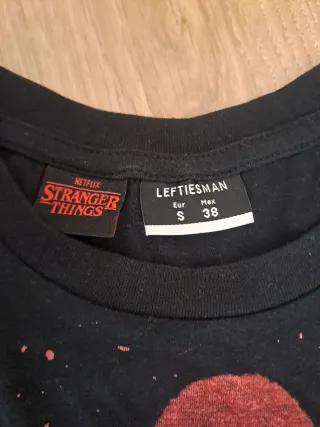 NETFLIX
STRANGER
THINGS
LEFTIESMAN
Eur Mex
S 38